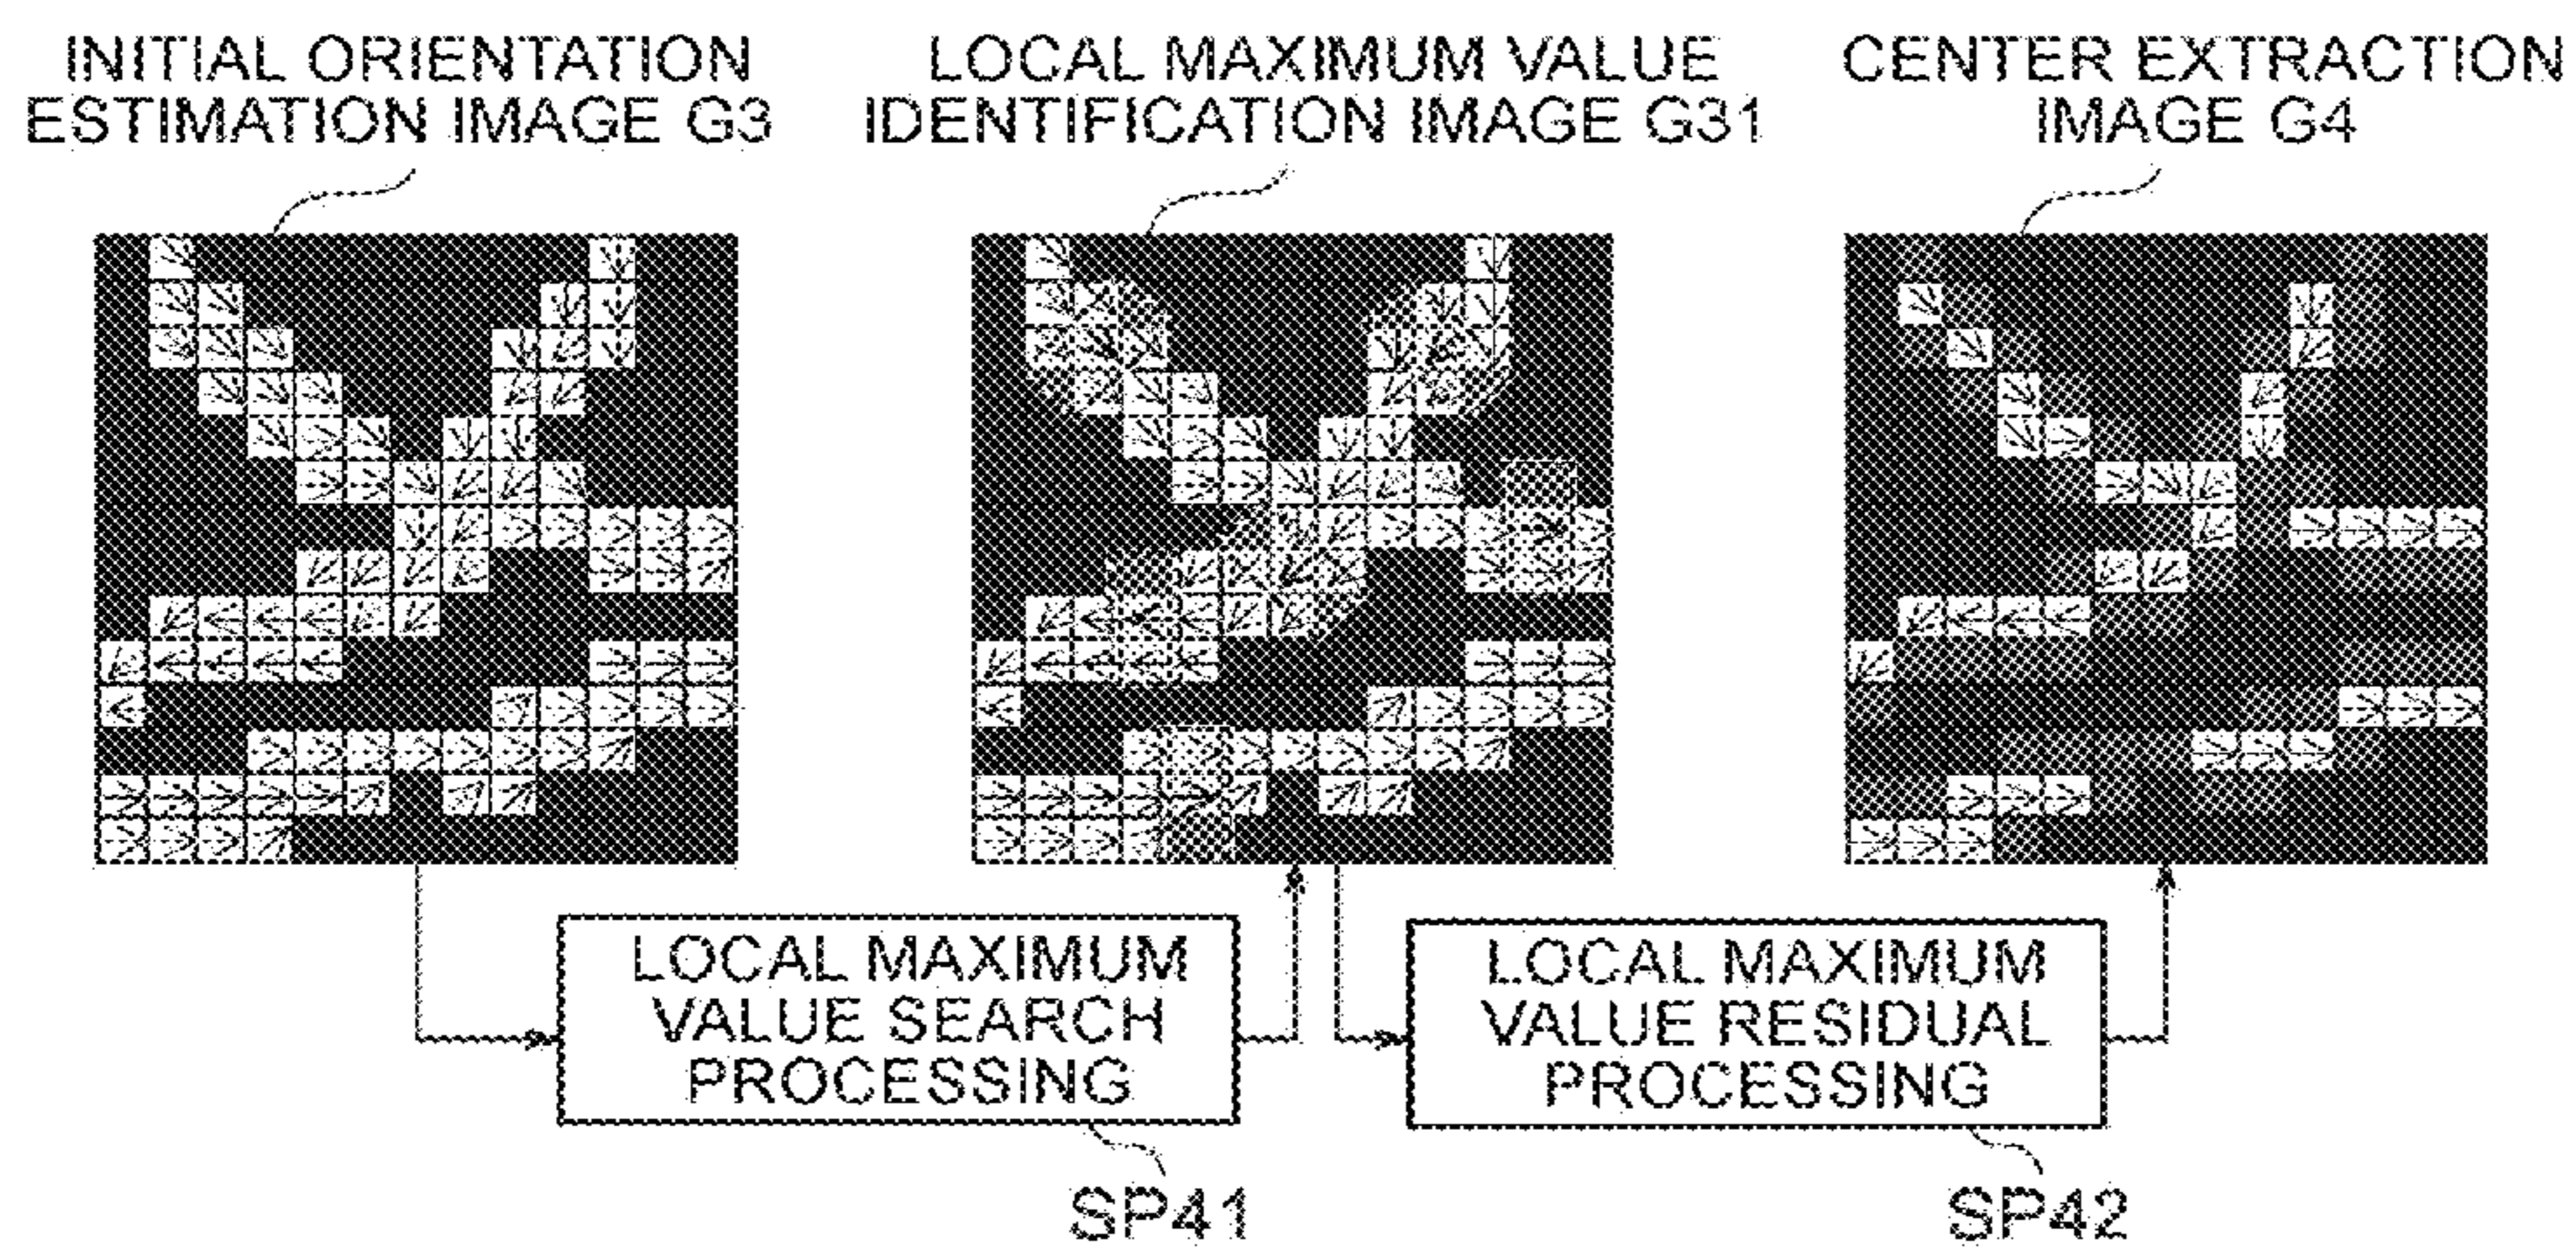 INITIAL ORIENTATION
ESTIMATION IMAGE G3
LOCAL MAXIMUM VALUE
IDENTIFICATION IMAGE G31
CENTER EXTRACTION
IMAGE G4
LOCAL MAXIMUM
VALUE SEARCH
PROCESSING
SP41
LOCAL MAXIMUM
VALUE RESIDUAL
PROCESSING
SP42